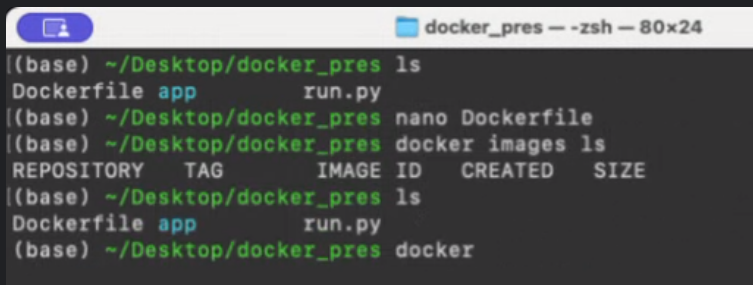 docker_pres — -zsh — 80×24
(base) ~/Desktop/docker_pres ls
Dockerfile app run.py
(base) ~/Desktop/docker_pres nano Dockerfile
(base) ~/Desktop/docker_pres docker images ls
REPOSITORY TAG IMAGE ID CREATED SIZE
(base) ~/Desktop/docker_pres ls
Dockerfile app run.py
(base) ~/Desktop/docker_pres docker